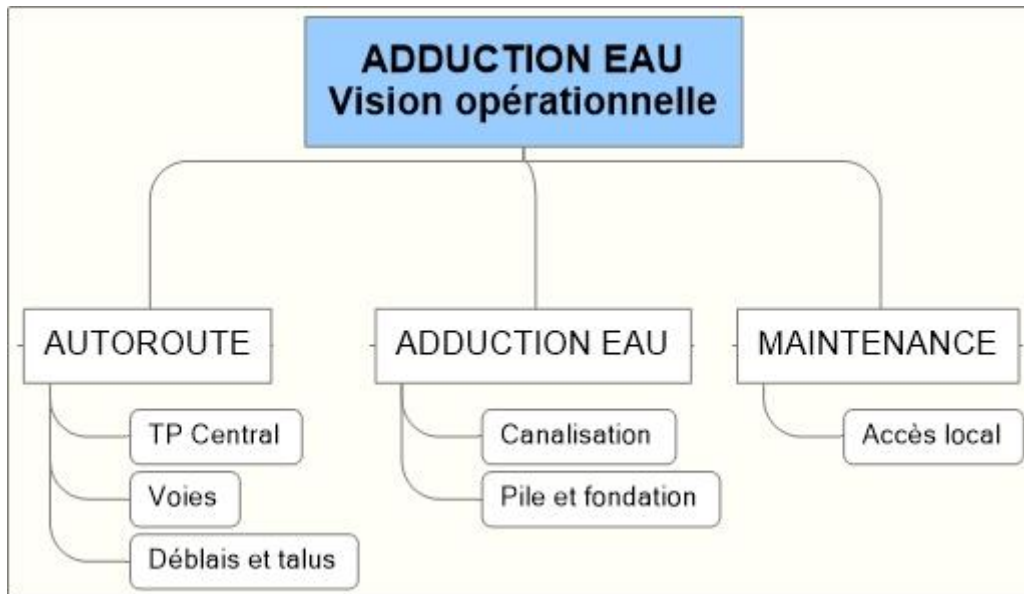 ADDUCTION EAU
Vision opérationnelle
AUTOROUTE
TP Central
Voies
Déblais et talus
ADDUCTION EAU
Canalisation
Pile et fondation
MAINTENANCE
Accès local